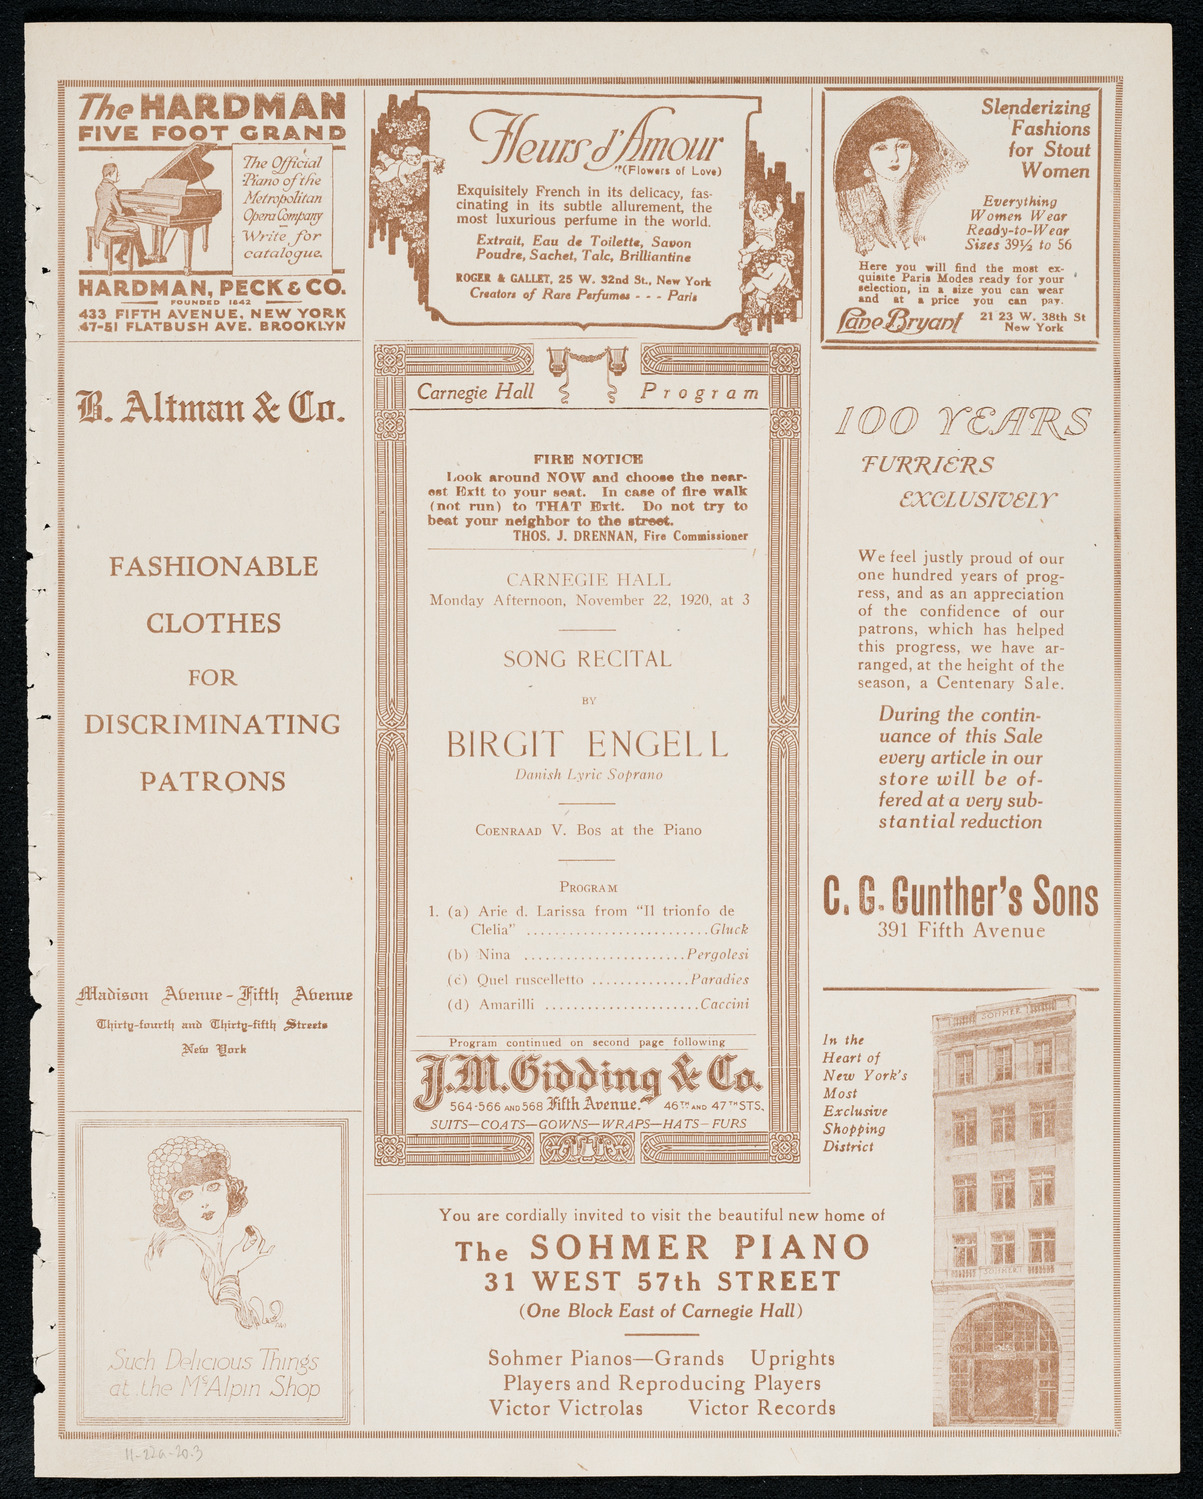 The HARDMAN
FIVE FOOT GRAND
The Official
Piano of the
Metropolitan
Opera Company
Write for
catalogue.
HARDMAN, PECK & CO.
FOUNDED 1842
433 FIFTH AVENUE, NEW YORK
47-51 FLATBUSH AVE. BROOKLYN
B. Altman & Co.
FASHIONABLE
CLOTHES
FOR
DISCRIMINATING
PATRONS
Madison Avenue - Fifth Avenue
Thirty-fourth and Thirty-fifth Streets
New York
Such Delicious Things
at the McAlpin Shop
Fleurs d'Amour
(Flowers of Love)
Exquisitely French in its delicacy, fas-
cinating in its subtle allurement, the
most luxurious perfume in the world.
Extrait, Eau de Toilette, Savon
Poudre, Sachet, Talc, Brilliantine
ROGER & GALLET, 25 W. 32nd St., New York
Creators of Rare Perfumes - - - Paris
Carnegie Hall Program
FIRE NOTICE
Look around NOW and choose the near-
est Exit to your seat. In case of fire walk
(not run) to THAT Exit. Do not try to
beat your neighbor to the street.
THOS. J. DRENNAN, Fire Commissioner
CARNEGIE HALL
Monday Afternoon, November 22, 1920, at 3
SONG RECITAL
BY
BIRGIT ENGELL
Danish Lyric Soprano
COENRAAD V. BOS at the Piano
PROGRAM
1. (a) Arie d. Larissa from "Il trionfo de
Clelia" ..........................Gluck
(b) Nina .......................Pergolesi
(c) Quel ruscelletto ..............Paradies
(d) Amarilli ......................Caccini
Program continued on second page following
J. M. Gidding & Co.
564-566 AND 568 Fifth Avenue. 46TH AND 47TH STS.
SUITS—COATS—GOWNS—WRAPS—HATS-FURS
Slenderizing
Fashions
for Stout
Women
Everything
Women Wear
Ready-to-Wear
Sizes 39½ to 56
Here you will find the most ex-
quisite Paris Modes ready for your
selection, in a size you can wear
and at a price you can pay.
Lane Bryant 21 23 W. 38th St
New York
100 YEARS
FURRIERS
EXCLUSIVELY
We feel justly proud of our
one hundred years of prog-
ress, and as an appreciation
of the confidence of our
patrons, which has helped
this progress, we have ar-
ranged, at the height of the
season, a Centenary Sale.
During the contin-
uance of this Sale
every article in our
store will be of-
fered at a very sub-
stantial reduction
C. G. Gunther's Sons
391 Fifth Avenue
In the
Heart of
New York's
Most
Exclusive
Shopping
District
SOHMER
SOHMER
You are cordially invited to visit the beautiful new home of
The SOHMER PIANO
31 WEST 57th STREET
(One Block East of Carnegie Hall)
Sohmer Pianos—Grands Uprights
Players and Reproducing Players
Victor Victrolas Victor Records
11-22a-20-3